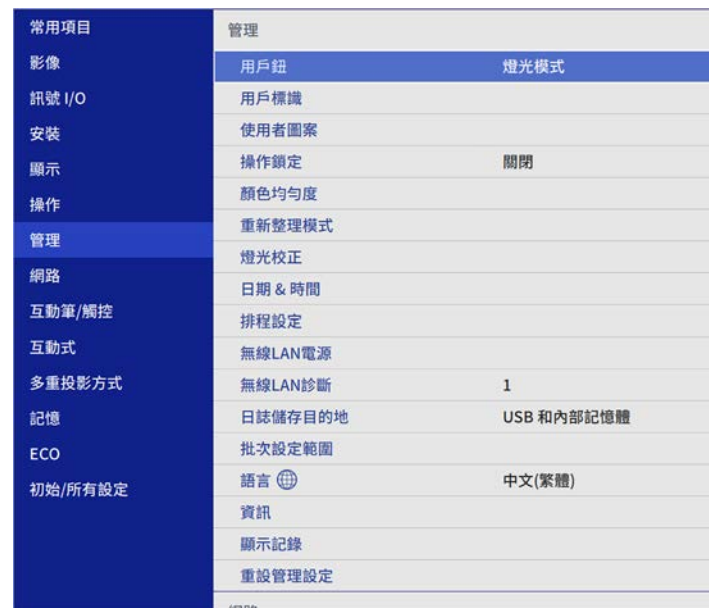 常用項目
影像
訊號 I/O
安裝
顯示
操作
管理
網路
互動筆/觸控
互動式
多重投影方式
記憶
ECO
初始/所有設定
管理
用戶鈕 燈光模式
用戶標識
使用者圖案
操作鎖定 關閉
顏色均勻度
重新整理模式
燈光校正
日期 & 時間
排程設定
無線LAN電源
無線LAN診斷 1
日誌儲存目的地 USB 和內部記憶體
批次設定範圍
語言 中文(繁體)
資訊
顯示記錄
重設管理設定